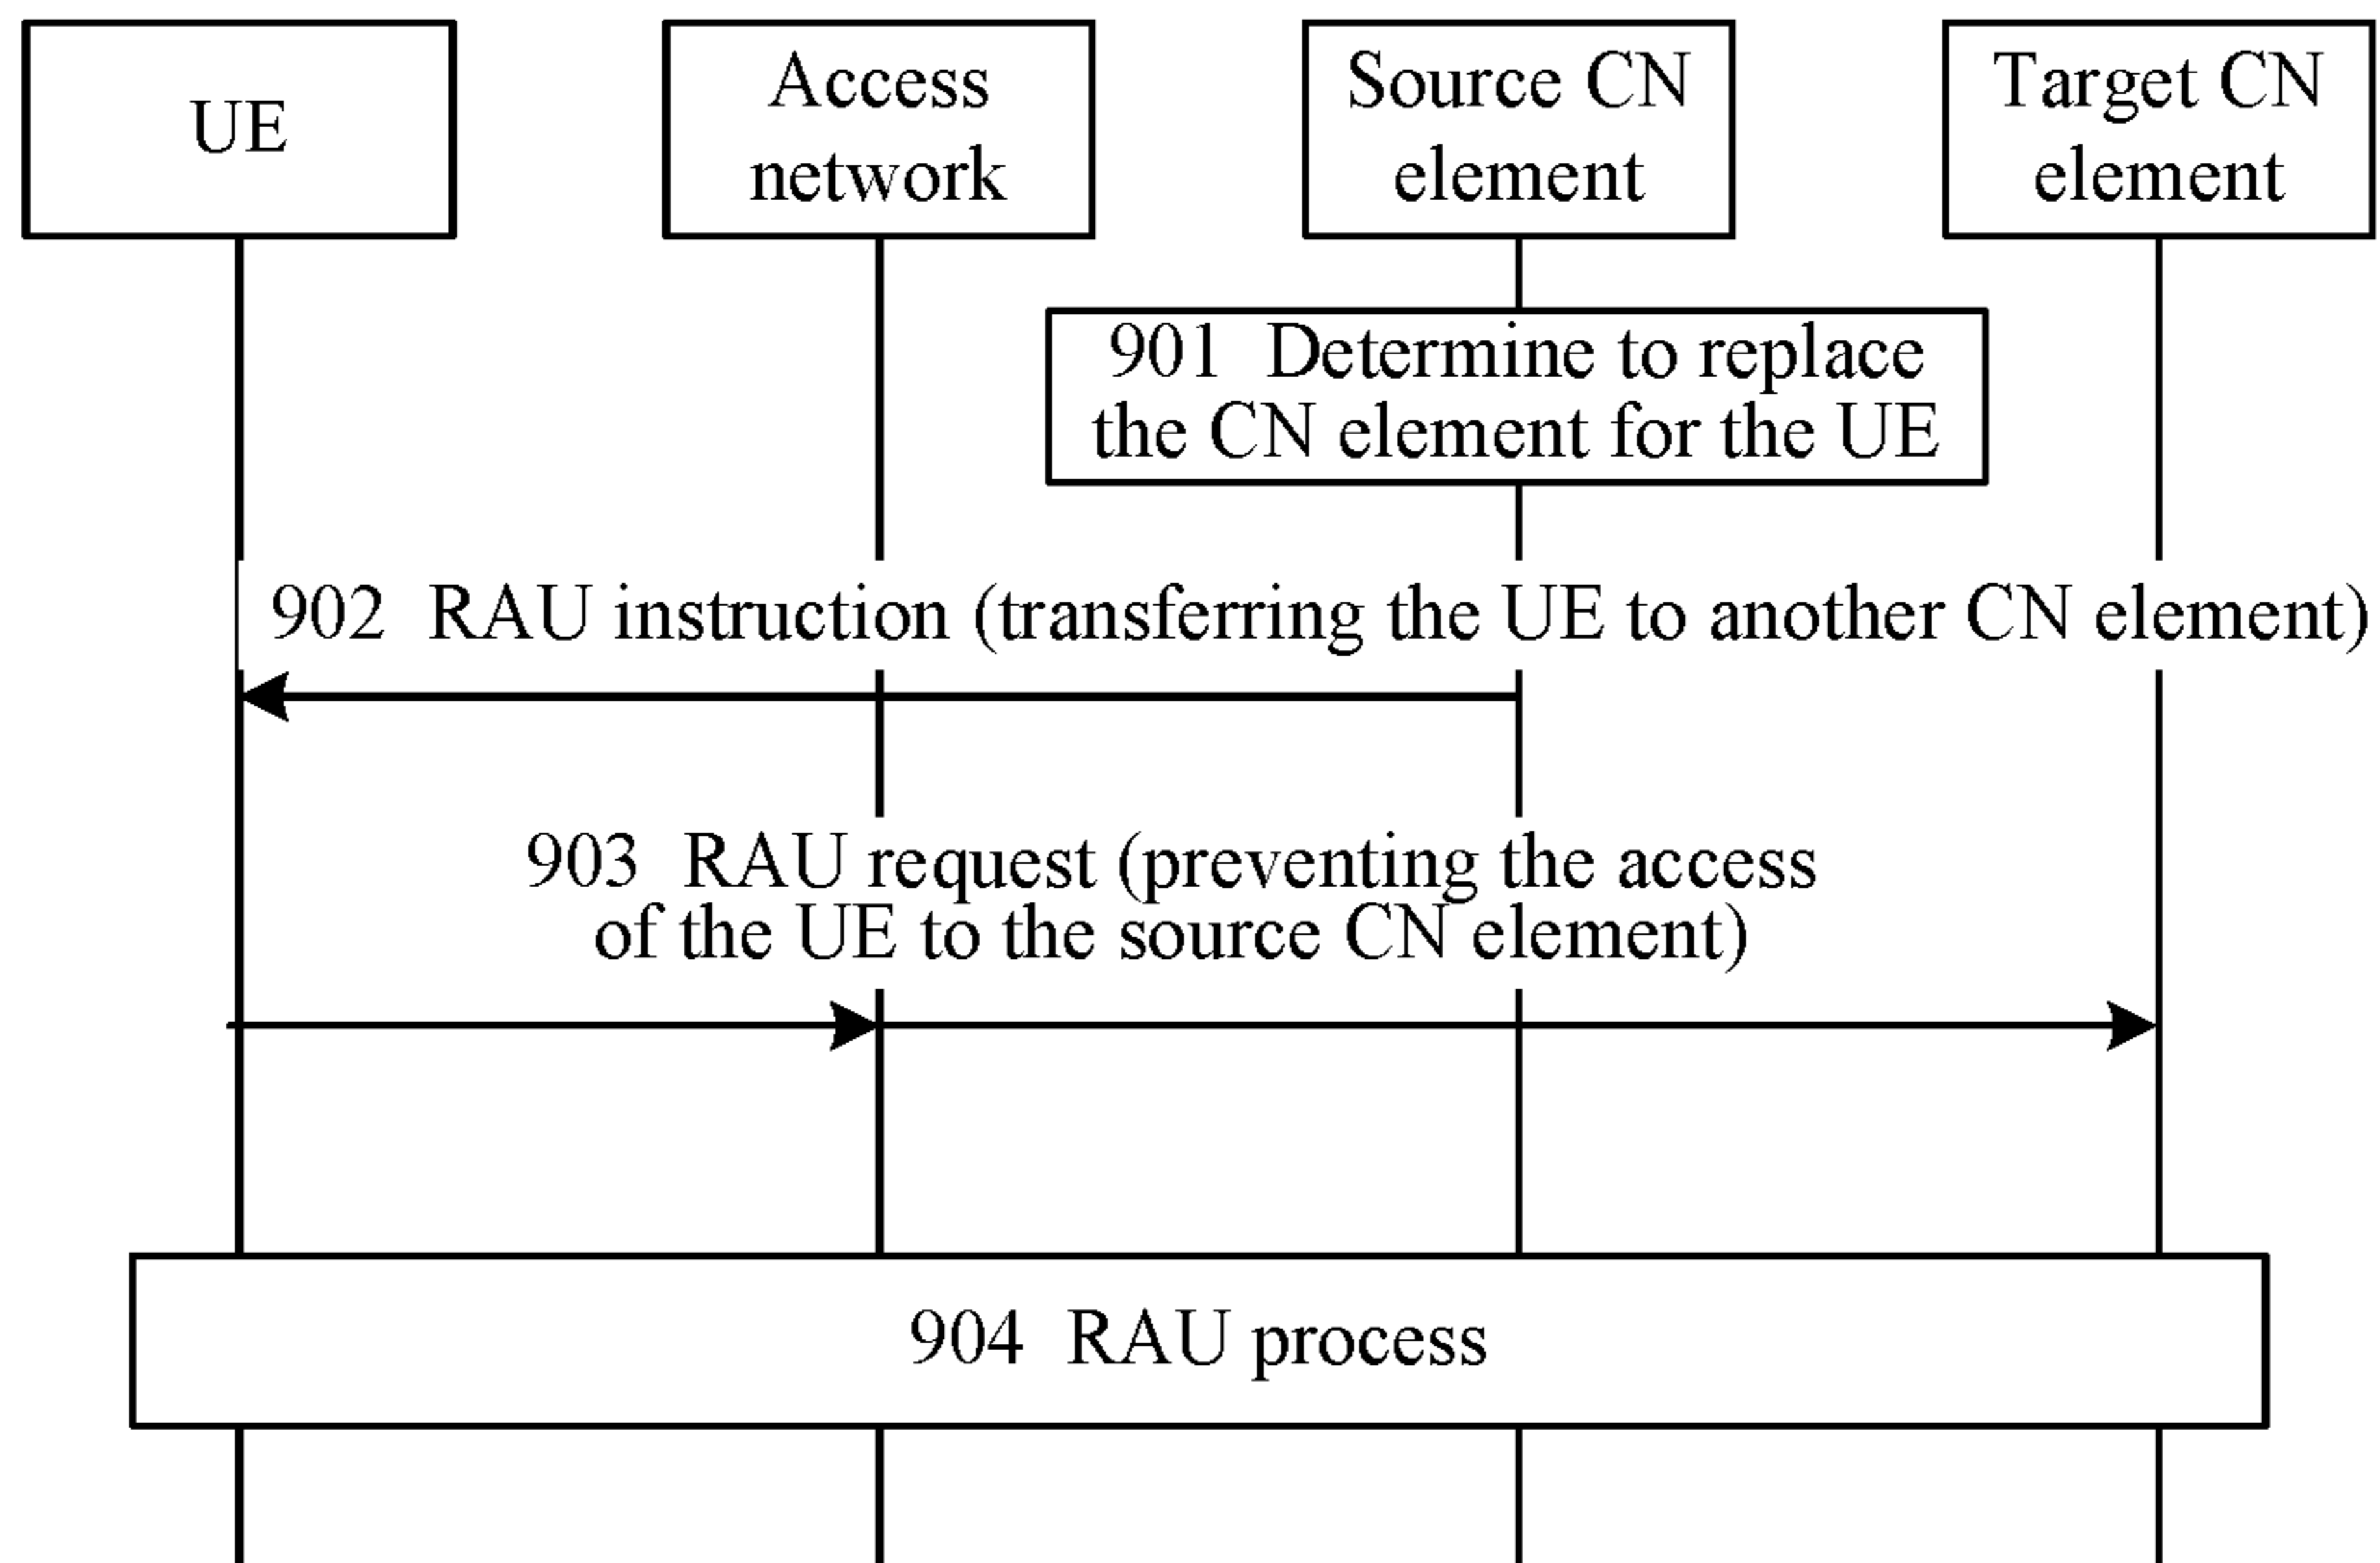 UE
Access
network
Source CN
element
Target CN
element
901 Determine to replace
the CN element for the UE
902 RAU instruction (transferring the UE to another CN element)
903 RAU request (preventing the access
of the UE to the source CN element)
904 RAU process